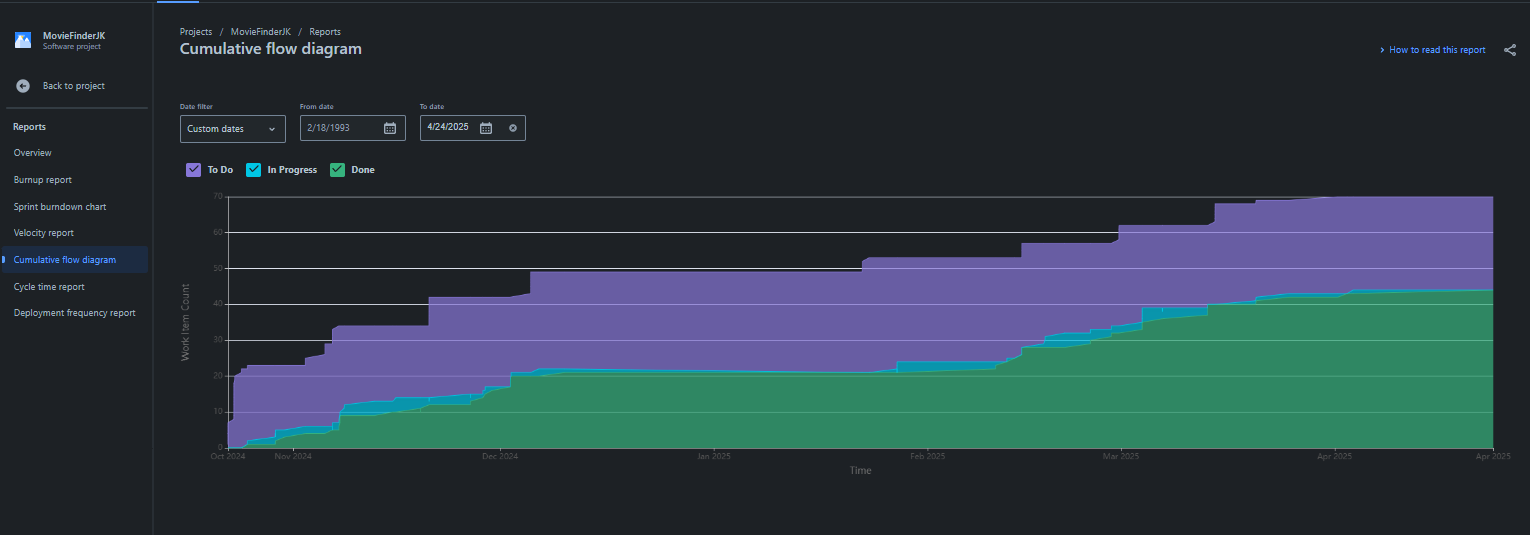 MovieFinderJK
Software project
Back to project
Reports
Overview
Burnup report
Sprint burndown chart
Velocity report
Cumulative flow diagram
Cycle time report
Deployment frequency report
Projects / MovieFinderJK / Reports
Cumulative flow diagram
How to read this report
Date filter
From date
To date
Custom dates
2/18/1993
4/24/2025
To Do
In Progress
Done
70
60
50
40
30
20
10
0
Work Item Count
Oct 2024 Nov 2024 Dec 2024 Jan 2025 Feb 2025 Mar 2025 Apr 2025 Apr 2025
Time